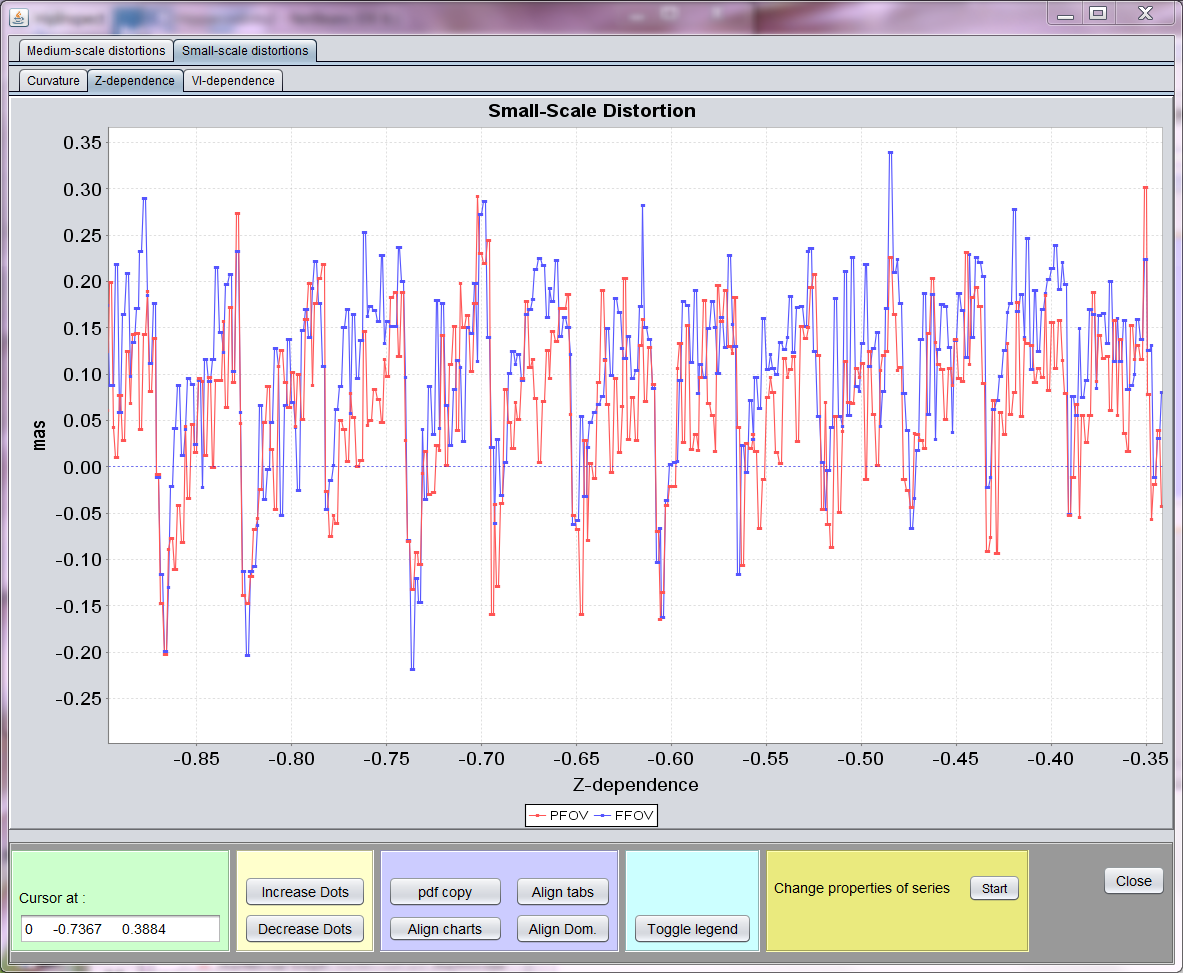 Medium-scale distortions Small-scale distortions
Curvature Z-dependence VI-dependence
Small-Scale Distortion
0.35
0.30
0.25
0.20
0.15
0.10
0.05
0.00
-0.05
-0.10
-0.15
-0.20
-0.25
mas
-0.85 -0.80 -0.75 -0.70 -0.65 -0.60 -0.55 -0.50 -0.45 -0.40 -0.35
Z-dependence
PFOV FFOV
Cursor at :
0 -0.7367 0.3884
Increase Dots
Decrease Dots
pdf copy Align tabs
Align charts Align Dom.
Toggle legend
Change properties of series Start
Close